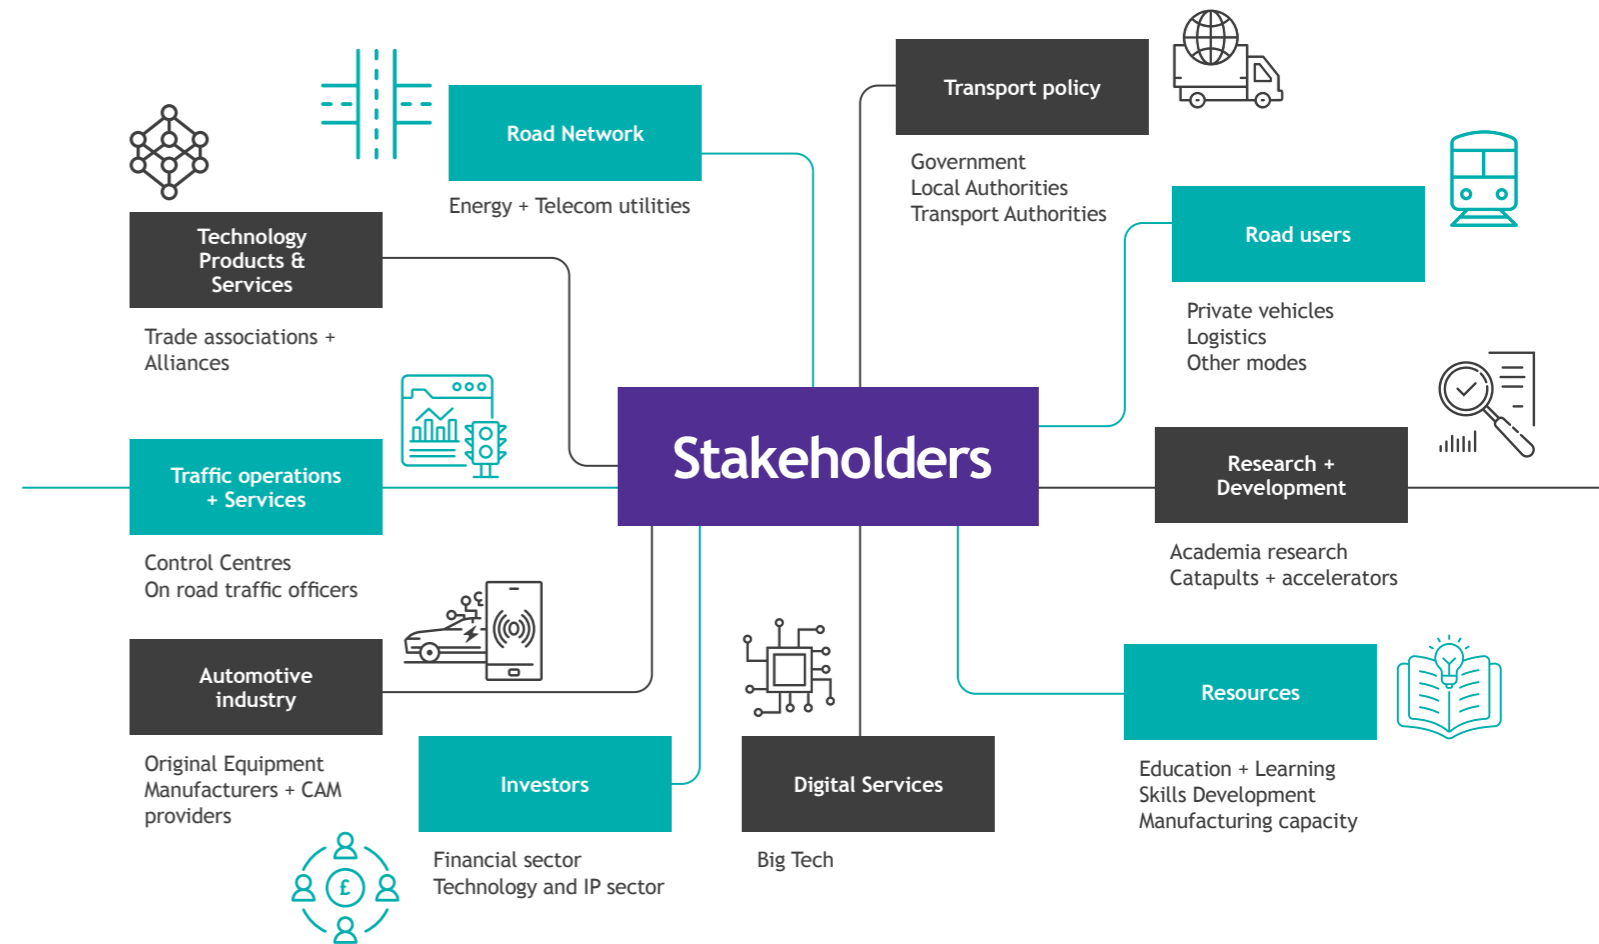 Transport policy
Government
Local Authorities
Transport Authorities
Road Network
Energy + Telecom utilities
Technology
Products &
Services
Trade associations +
Alliances
Road users
Private vehicles
Logistics
Other modes
Stakeholders
Traffic operations
+ Services
Control Centres
On road traffic officers
Research +
Development
Academia research
Catapults + accelerators
Automotive
industry
Original Equipment
Manufacturers + CAM
providers
Resources
Education + Learning
Skills Development
Manufacturing capacity
Investors
Financial sector
Technology and IP sector
£
Digital Services
Big Tech